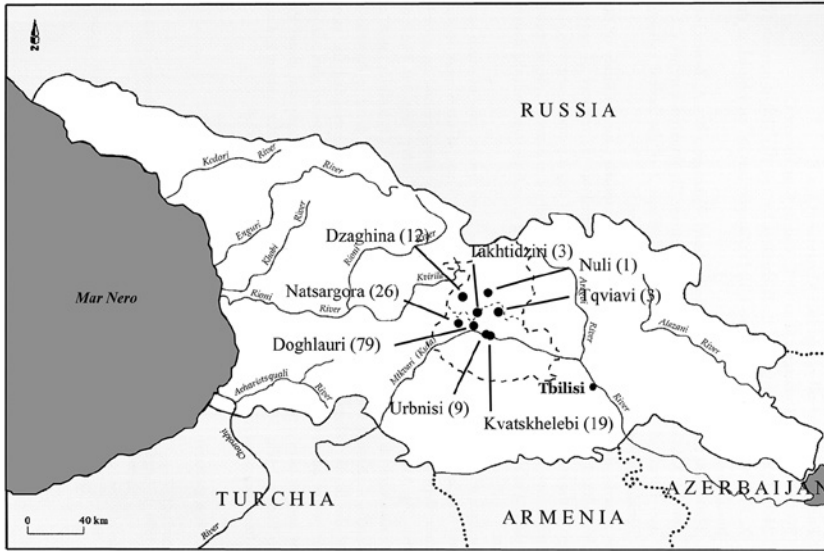 RUSSIA
Kodori River
Enguri River
Khobi River
Rioni River
Dzaghina (12)
Takhtidziri (3)
Nuli (1)
Kvirila
Natsargora (26)
Tqviavi (3)
Aragvi River
Alazani River
Mar Nero
Rioni River
Doghlauri (79)
Mtkvari (Kura) River
Tbilisi
Urbnisi (9)
Kvatskhelebi (19)
River
Chorokhi River
TURCHIA
ARMENIA
AZERBAIJAN
0 40 km